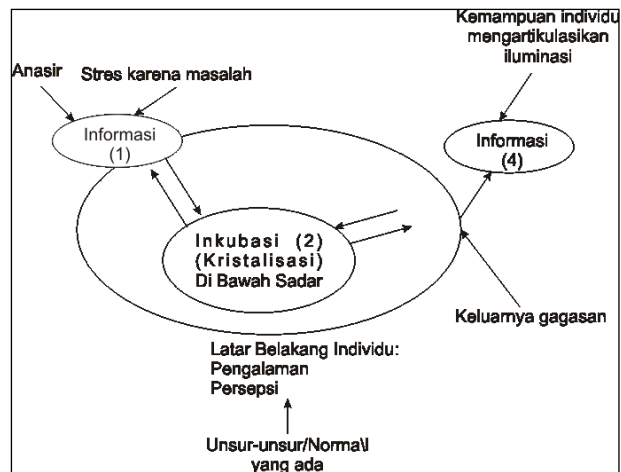 Kemampuan individu
mengartikulasikan
iluminasi
Anasir
Stres karena masalah
Informasi
(1)
Informasi
(4)
Inkubasi (2)
(Kristalisasi)
Di Bawah Sadar
Keluarnya gagasan
Latar Belakang Individu:
Pengalaman
Persepsi
Unsur-unsur/Norma\l
yang ada